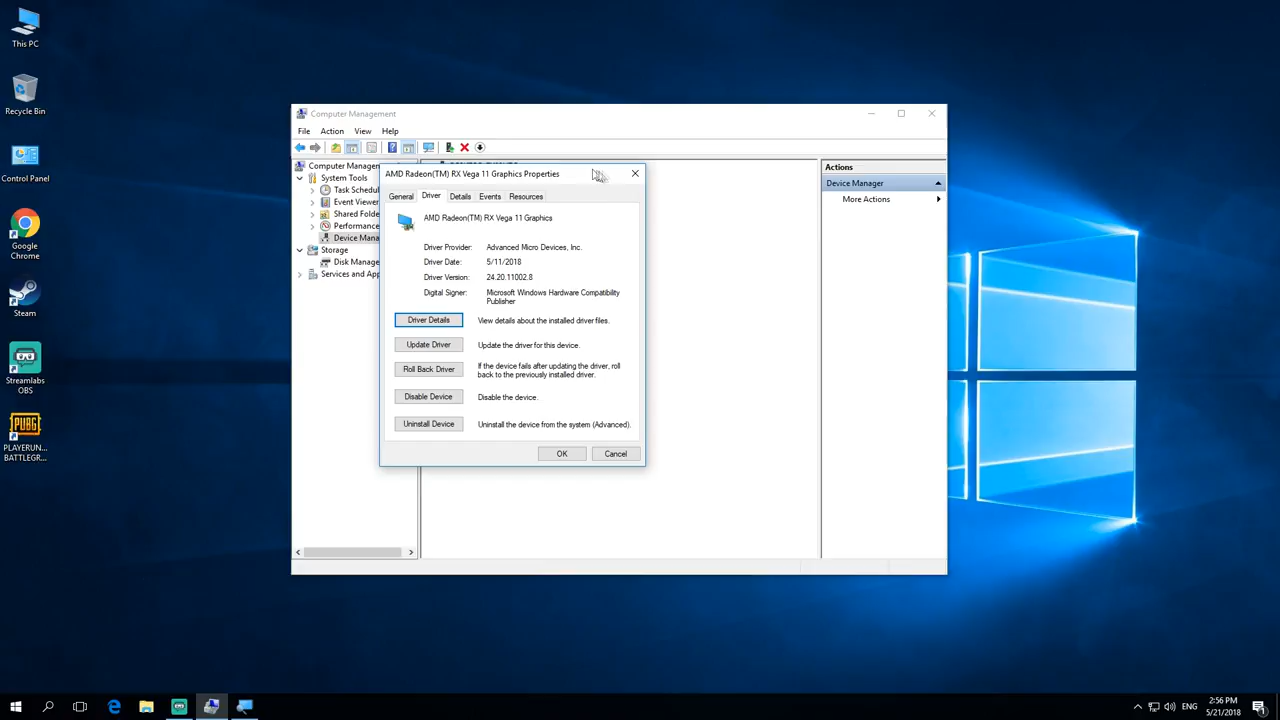 This PC
Recycle Bin
Control Panel
Google
Chrome
Steam
Streamlabs
OBS
PUBG
PLAYERUN...
BATTLEGR...
Computer Management
File Action View Help
Computer Managem
System Tools
Task Schedul
Event Viewer
Shared Folde
Performance
Device Mana
Storage
Disk Manage
Services and App
Actions
Device Manager
More Actions
AMD Radeon(TM) RX Vega 11 Graphics Properties
General Driver Details Events Resources
AMD Radeon(TM) RX Vega 11 Graphics
Driver Provider: Advanced Micro Devices, Inc.
Driver Date: 5/11/2018
Driver Version: 24.20.11002.8
Digital Signer: Microsoft Windows Hardware Compatibility
Publisher
Driver Details View details about the installed driver files.
Update Driver Update the driver for this device.
Roll Back Driver If the device fails after updating the driver, roll
back to the previously installed driver.
Disable Device Disable the device.
Uninstall Device Uninstall the device from the system (Advanced).
OK Cancel
ENG
2:56 PM
5/21/2018
1